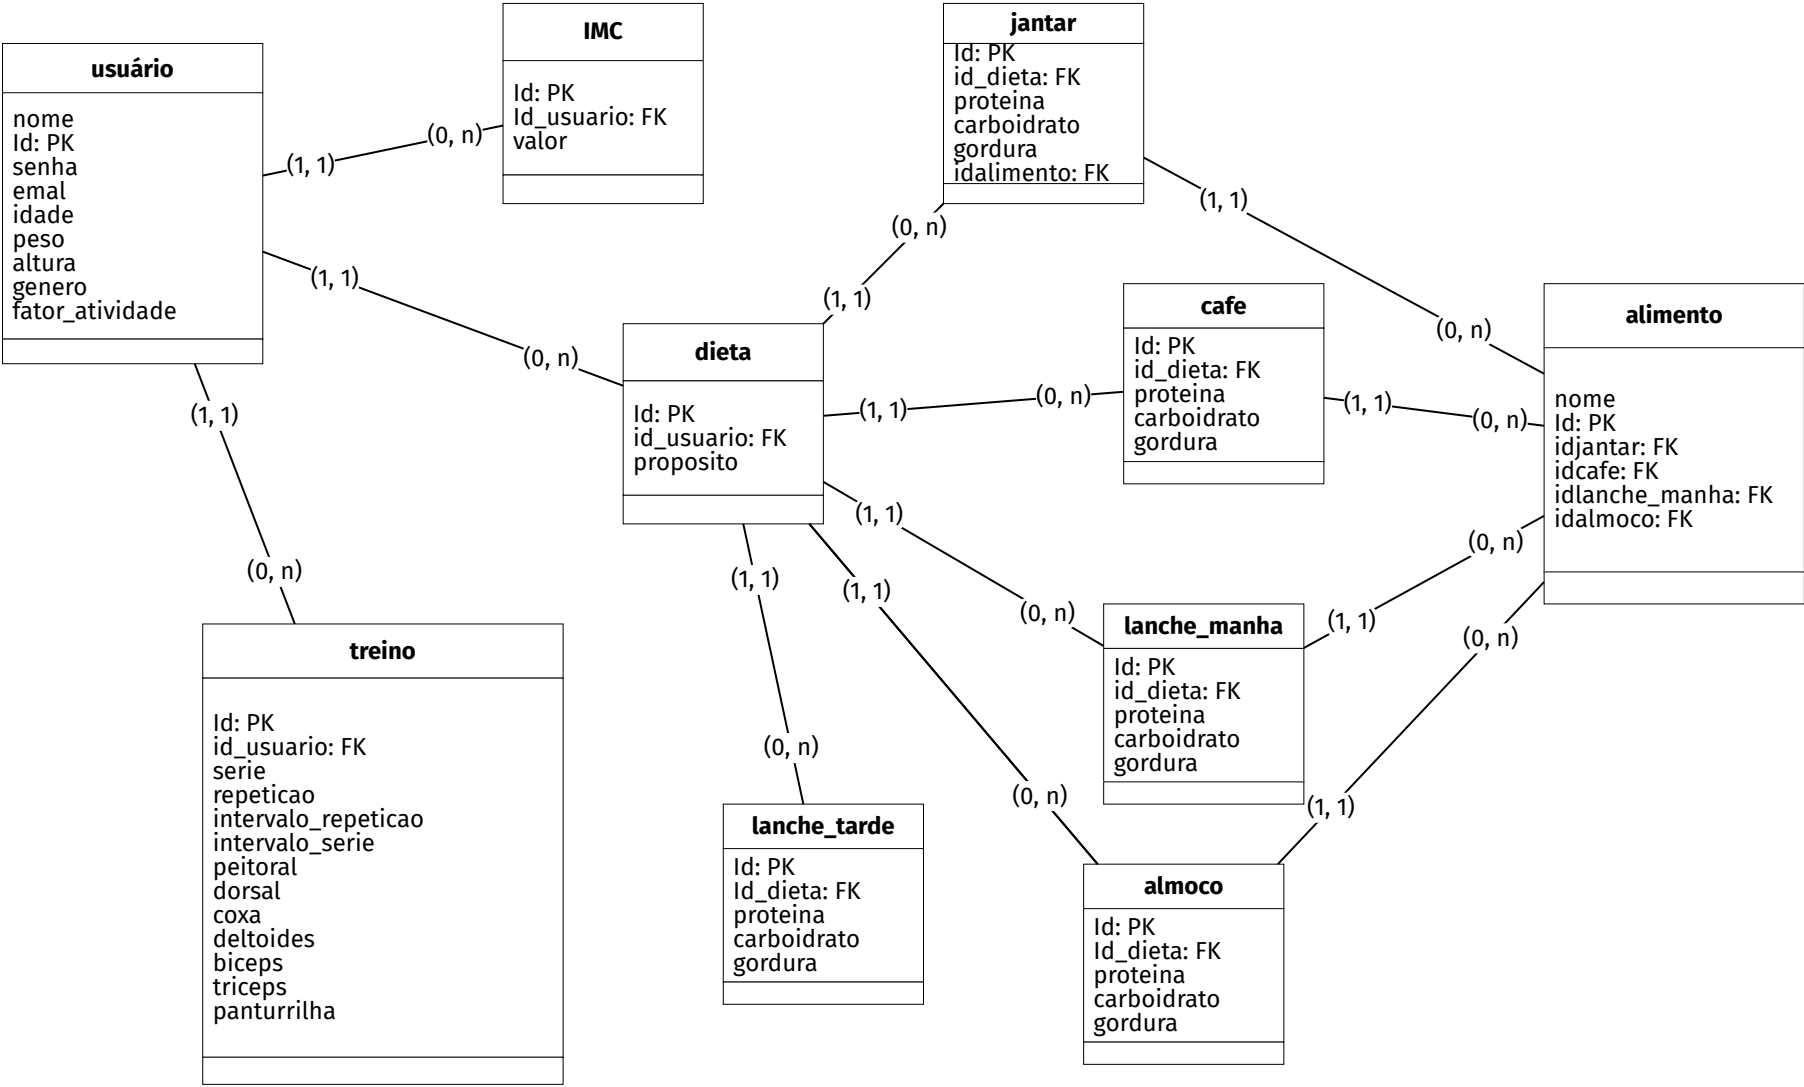 usuário
nome
Id: PK
senha
emal
idade
peso
altura
genero
fator_atividade
(1, 1)
(0, n)
IMC
Id: PK
Id_usuario: FK
valor
(1, 1)
(0, n)
(1, 1)
(0, n)
treino
Id: PK
id_usuario: FK
serie
repeticao
intervalo_repeticao
intervalo_serie
peitoral
dorsal
coxa
deltoides
biceps
triceps
panturrilha
dieta
Id: PK
id_usuario: FK
proposito
(1, 1)
(0, n)
jantar
Id: PK
id_dieta: FK
proteina
carboidrato
gordura
idalimento: FK
(1, 1)
(0, n)
(1, 1)
(0, n)
cafe
Id: PK
id_dieta: FK
proteina
carboidrato
gordura
(1, 1)
(0, n)
(1, 1)
(0, n)
lanche_manha
Id: PK
id_dieta: FK
proteina
carboidrato
gordura
(1, 1)
(0, n)
(1, 1)
(0, n)
lanche_tarde
Id: PK
Id_dieta: FK
proteina
carboidrato
gordura
(1, 1)
(0, n)
almoco
Id: PK
Id_dieta: FK
proteina
carboidrato
gordura
(1, 1)
(0, n)
alimento
nome
Id: PK
idjantar: FK
idcafe: FK
idlanche_manha: FK
idalmoco: FK